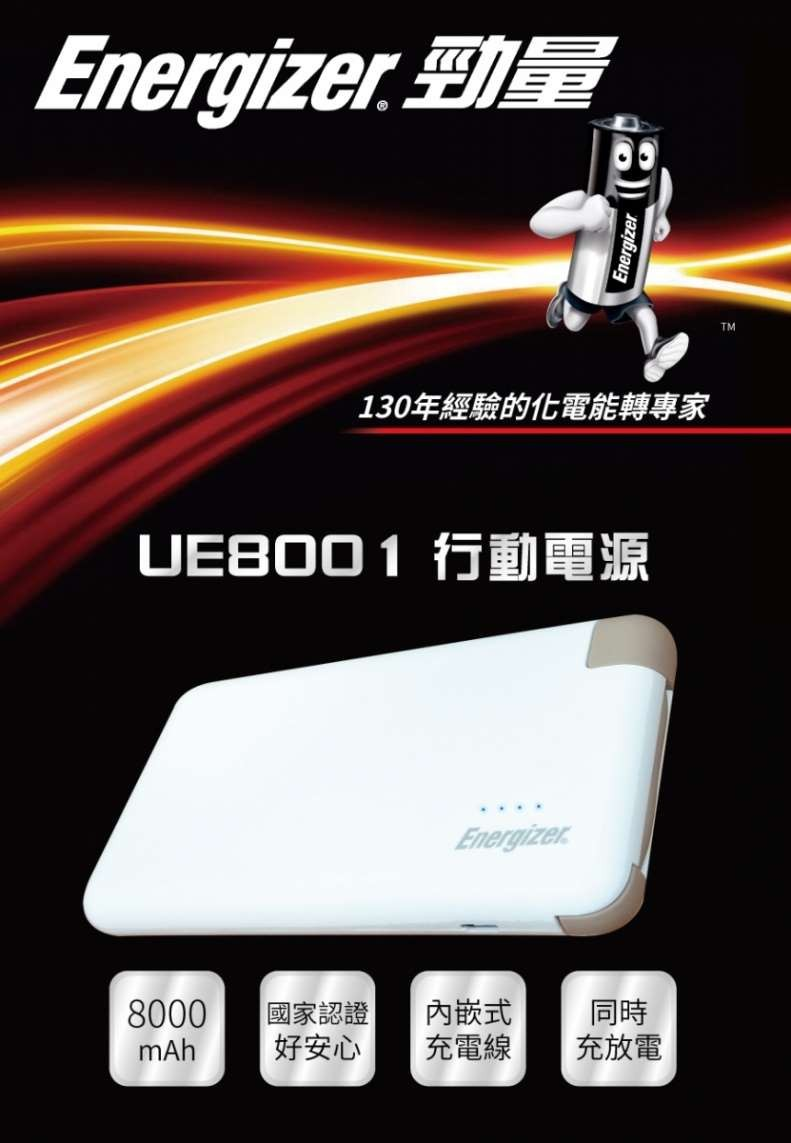 Energizer® 勁量
Energizer
TM
130年經驗的化電能轉專家
UE8001 行動電源
Energizer
8000
mAh
國家認證
好安心
內嵌式
充電線
同時
充放電